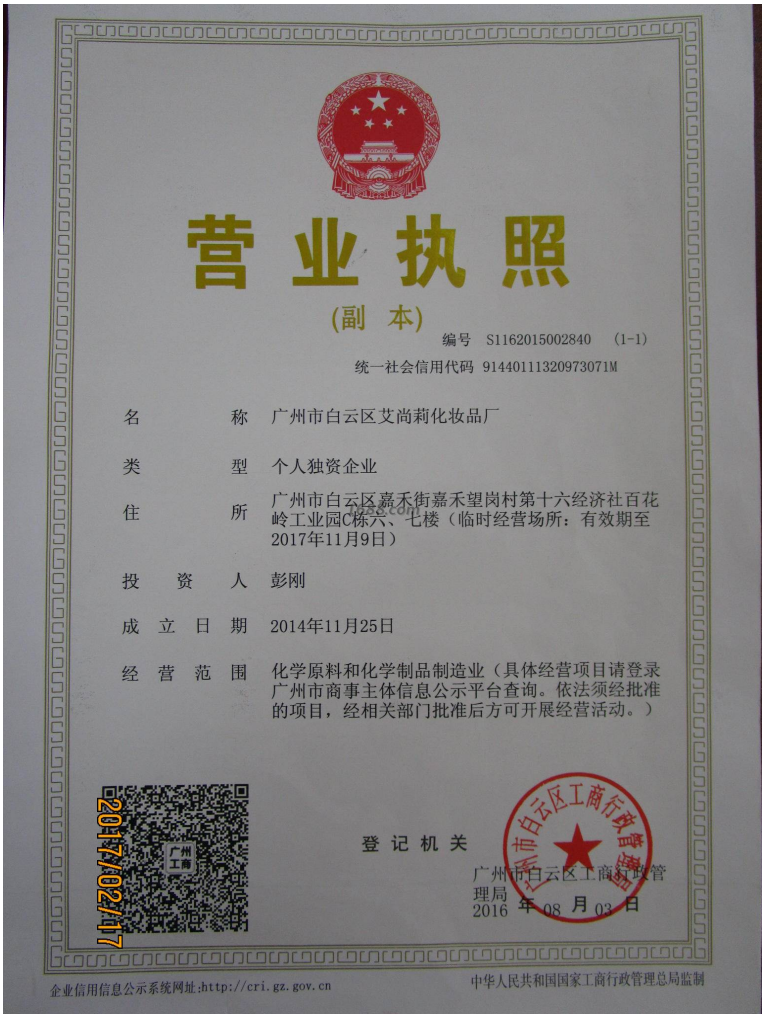 营业执照
(副 本)
编号 S1162015002840 (1-1)
统一社会信用代码 91440111320973071M
名 称 广州市白云区艾尚莉化妆品厂
类 型 个人独资企业
住 所 广州市白云区嘉禾街嘉禾望岗村第十六经济社百花
岭工业园C栋六、七楼（临时经营场所：有效期至
2017年11月9日）
1688.com
投 资 人 彭刚
成 立 日 期 2014年11月25日
经 营 范 围 化学原料和化学制品制造业（具体经营项目请登录
广州市商事主体信息公示平台查询。依法须经批准
的项目，经相关部门批准后方可开展经营活动。）
广州
工商
2017/02/17
登 记 机 关
广州市白云区工商行政管理局
广州市白云区工商行政管
理局
2016 年 08 月 03 日
企业信用信息公示系统网址:http://cri.gz.gov.cn
中华人民共和国国家工商行政管理总局监制